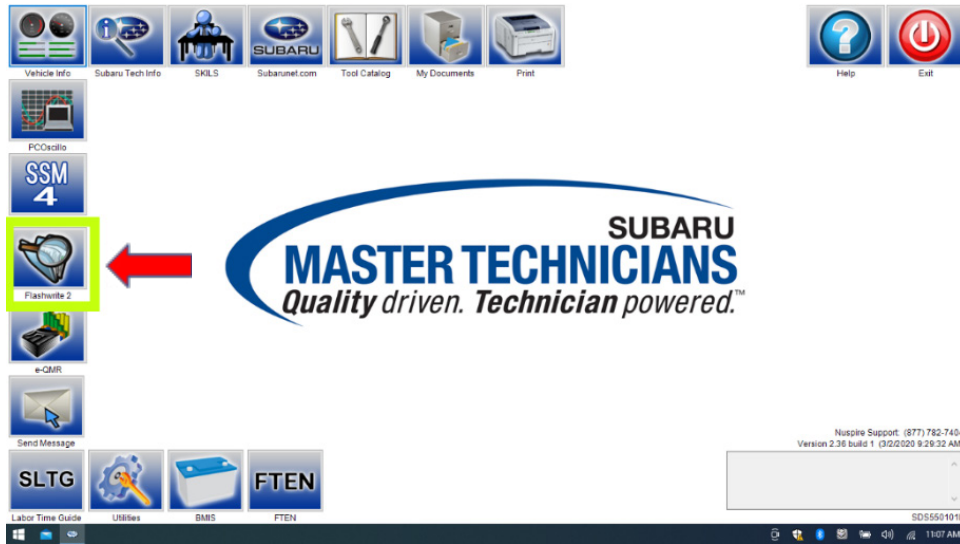 Vehicle Info
Subaru Tech Info
SKILS
SUBARU
Subarunet.com
Tool Catalog
My Documents
Print
Help
Exit
PCOscillo
SSM
4
Flashwrite 2
e-QMR
Send Message
SUBARU
MASTER TECHNICIANS
Quality driven. Technician powered.™
Nuspire Support: (877) 782-740
Version 2.36 build 1 (3/2/2020 9:29:32 AM
SLTG
Labor Time Guide
Utilities
BMIS
FTEN
FTEN
SDS550101
11:07 AM